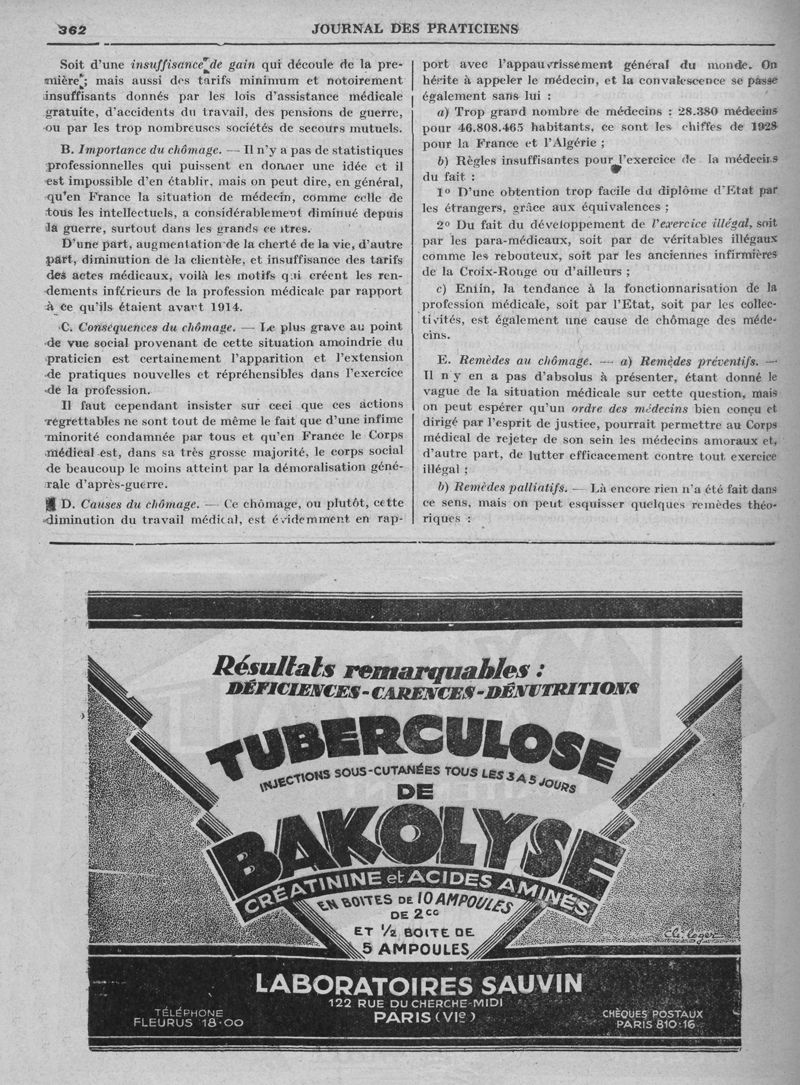 362
JOURNAL DES PRATICIENS
Soit d'une insuffisance de gain qui découle de la pre-
mière ; mais aussi des tarifs minimum et notoirement
insuffisants donnés par les lois d'assistance médicale
gratuite, d'accidents du travail, des pensions de guerre,
ou par les trop nombreuses sociétés de secours mutuels.
B. Importance du chômage. — Il n'y a pas de statistiques
professionnelles qui puissent en donner une idée et il
est impossible d'en établir, mais on peut dire, en général,
qu'en France la situation de médecin, comme celle de
tous les intellectuels, a considérablement diminué depuis
la guerre, surtout dans les grands ce itres.
D'une part, augmentation de la cherté de la vie, d'autre
part, diminution de la clientèle, et insuffisance des tarifs
des actes médicaux, voilà les motifs qui créent les ren-
dements inférieurs de la profession médicale par rapport
à ce qu'ils étaient avart 1914.
C. Conséquences du chômage. — Le plus grave au point
de vue social provenant de cette situation amoindrie du
praticien est certainement l'apparition et l'extension
de pratiques nouvelles et répréhensibles dans l'exercice
de la profession.
Il faut cependant insister sur ceci que ces actions
regrettables ne sont tout de même le fait que d'une infime
minorité condamnée par tous et qu'en France le Corps
médical est, dans sa très grosse majorité, le corps social
de beaucoup le moins atteint par la démoralisation géné-
rale d'après-guerre.
D. Causes du chômage. — Ce chômage, ou plutôt, cette
diminution du travail médical, est évidemment en rap-
port avec l'appauvrissement général du monde. On
hésite à appeler le médecin, et la convalescence se passe
également sans lui :
a) Trop grand nombre de médecins : 28.380 médecins
pour 46.808.465 habitants, ce sont les chiffes de 1928
pour la France et l'Algérie ;
b) Règles insuffisantes pour l'exercice de la médecins
du fait :
1° D'une obtention trop facile du diplôme d'Etat par
les étrangers, grâce aux équivalences ;
2° Du fait du développement de l'exercice illégal, soit
par les para-médicaux, soit par de véritables illégaux
comme les rebouteux, soit par les anciennes infirmières
de la Croix-Rouge ou d'ailleurs ;
c) Enfin, la tendance à la fonctionnarisation de la
profession médicale, soit par l'Etat, soit par les collec-
tivités, est également une cause de chômage des méde-
cins.
E. Remèdes au chômage. — a) Remèdes préventifs. —
Il n y en a pas d'absolus à présenter, étant donné le
vague de la situation médicale sur cette question, mais
on peut espérer qu'un ordre des médecins bien conçu et
dirigé par l'esprit de justice, pourrait permettre au Corps
médical de rejeter de son sein les médecins amoraux et,
d'autre part, de lutter efficacement contre tout exercice
illégal ;
b) Remèdes palliatifs. — Là encore rien n'a été fait dans
ce sens, mais on peut esquisser quelques remèdes théo-
riques :
Résultats remarquables :
DÉFICIENCES - CARENCES - DÉNUTRITIONS
TUBERCULOSE
INJECTIONS SOUS-CUTANÉES TOUS LES 3 A 5 JOURS
DE
BAKOLYSE
CRÉATININE et ACIDES AMINÉS
EN BOITES DE 10 AMPOULES
DE 2cc
ET 1/2 BOITE DE
5 AMPOULES
Ch. Loger
LABORATOIRES SAUVIN
122 RUE DU CHERCHE-MIDI
PARIS (VIe)
TÉLÉPHONE
FLEURUS 18·00
CHÈQUES POSTAUX
PARIS 810·16